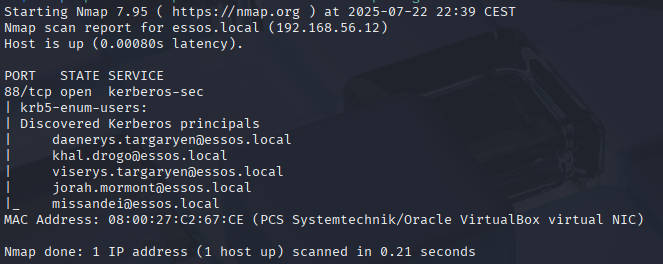 Starting Nmap 7.95 ( https://nmap.org ) at 2025-07-22 22:39 CEST
Nmap scan report for essos.local (192.168.56.12)
Host is up (0.00080s latency).

PORT   STATE SERVICE
88/tcp open  kerberos-sec
| krb5-enum-users:
| Discovered Kerberos principals
|     daenerys.targaryen@essos.local
|     khal.drogo@essos.local
|     viserys.targaryen@essos.local
|     jorah.mormont@essos.local
|_    missandei@essos.local
MAC Address: 08:00:27:C2:67:CE (PCS Systemtechnik/Oracle VirtualBox virtual NIC)

Nmap done: 1 IP address (1 host up) scanned in 0.21 seconds